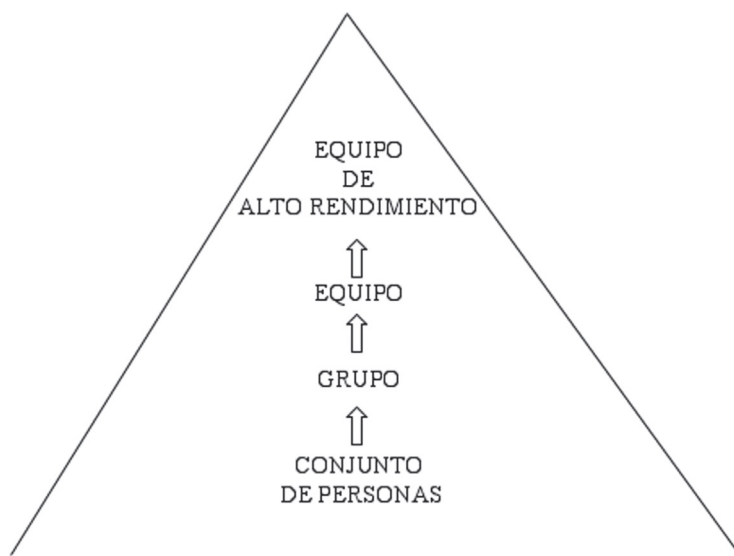 EQUIPO
DE
ALTO RENDIMIENTO
EQUIPO
GRUPO
CONJUNTO
DE PERSONAS